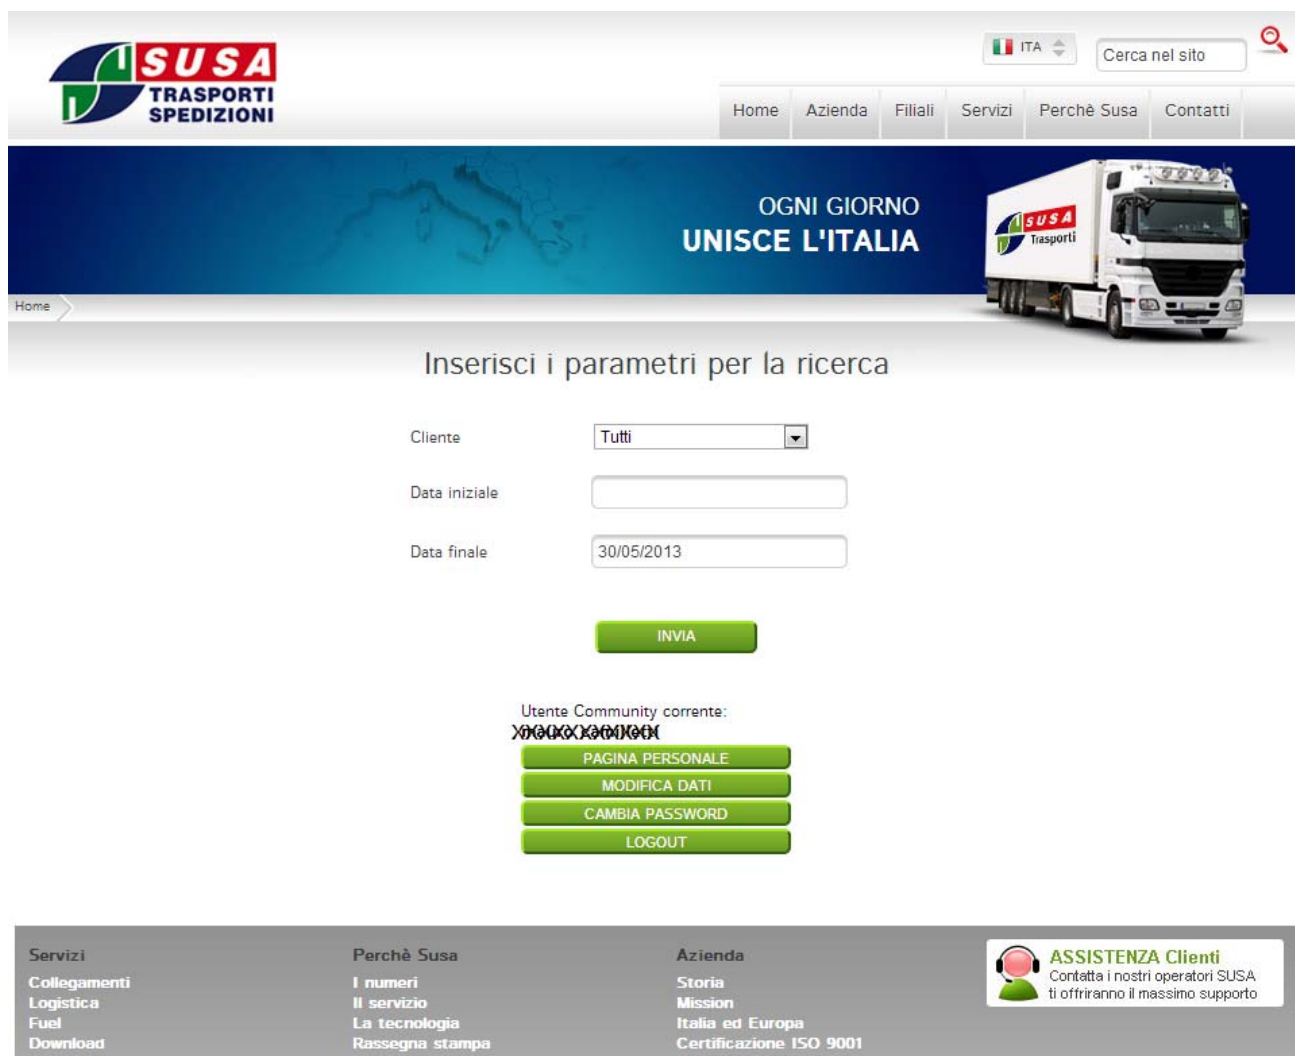 SUSA
TRASPORTI
SPEDIZIONI
ITA
Cerca nel sito
Home Azienda Filiali Servizi Perchè Susa Contatti
OGNI GIORNO
UNISCE L'ITALIA
SUSA
Trasporti
Home
Inserisci i parametri per la ricerca
Cliente Tutti
Data iniziale
Data finale 30/05/2013
INVIA
Utente Community corrente:
PAGINA PERSONALE
MODIFICA DATI
CAMBIA PASSWORD
LOGOUT
Servizi
Collegamenti
Logistica
Fuel
Download
Perchè Susa
I numeri
Il servizio
La tecnologia
Rassegna stampa
Azienda
Storia
Mission
Italia ed Europa
Certificazione ISO 9001
ASSISTENZA Clienti
Contatta i nostri operatori SUSA
ti offriranno il massimo supporto